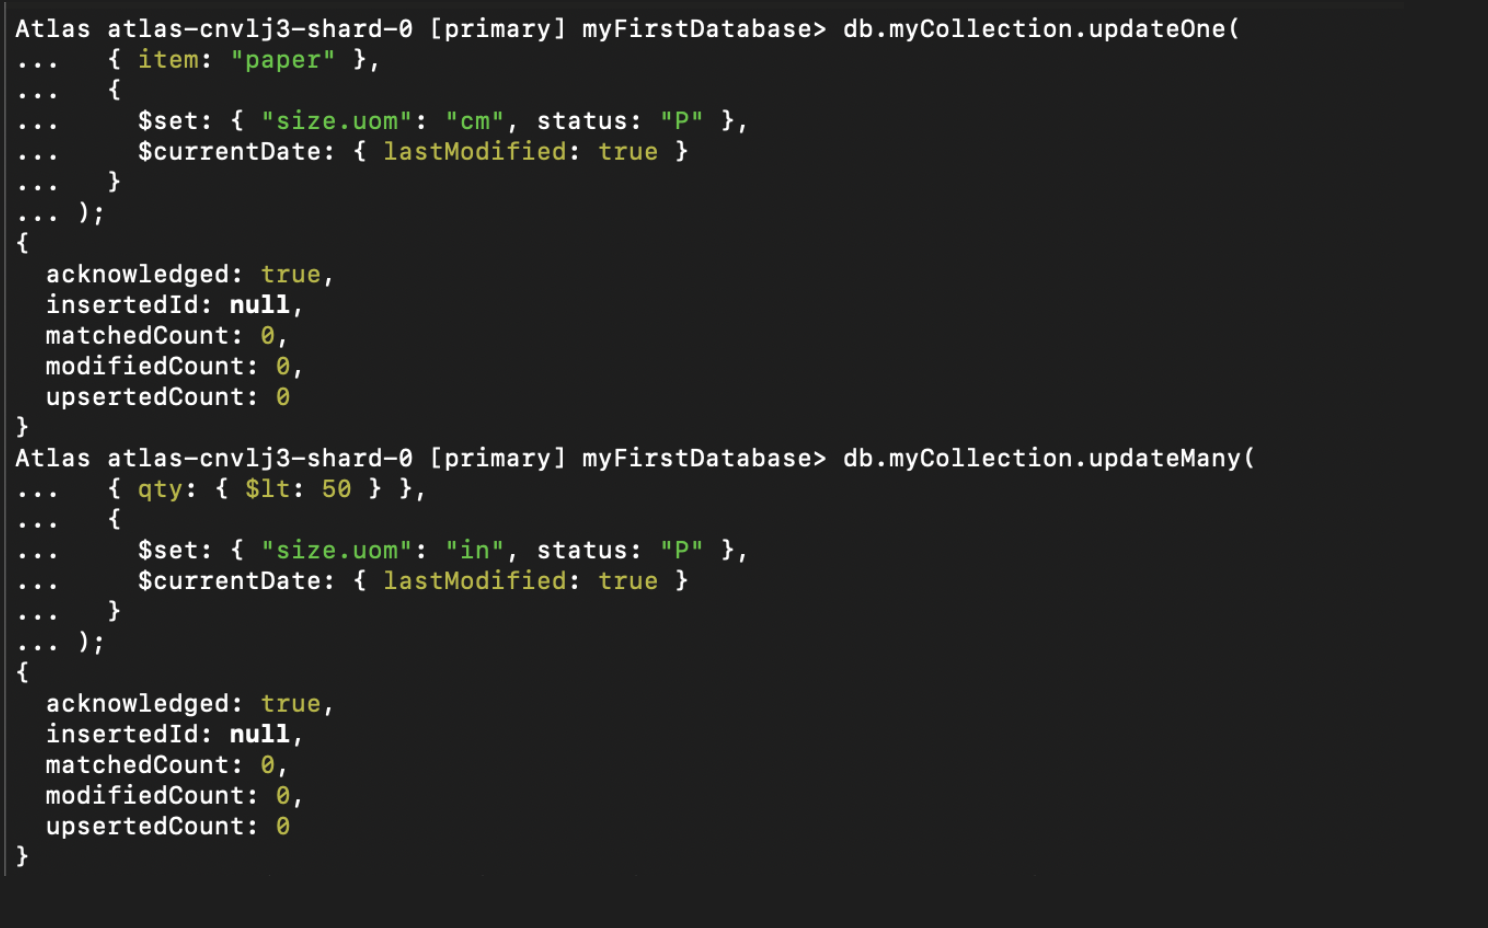 Atlas atlas-cnvlj3-shard-0 [primary] myFirstDatabase> db.myCollection.updateOne(
...   { item: "paper" },
...   {
...     $set: { "size.uom": "cm", status: "P" },
...     $currentDate: { lastModified: true }
...   }
... );
{
  acknowledged: true,
  insertedId: null,
  matchedCount: 0,
  modifiedCount: 0,
  upsertedCount: 0
}
Atlas atlas-cnvlj3-shard-0 [primary] myFirstDatabase> db.myCollection.updateMany(
...   { qty: { $lt: 50 } },
...   {
...     $set: { "size.uom": "in", status: "P" },
...     $currentDate: { lastModified: true }
...   }
... );
{
  acknowledged: true,
  insertedId: null,
  matchedCount: 0,
  modifiedCount: 0,
  upsertedCount: 0
}